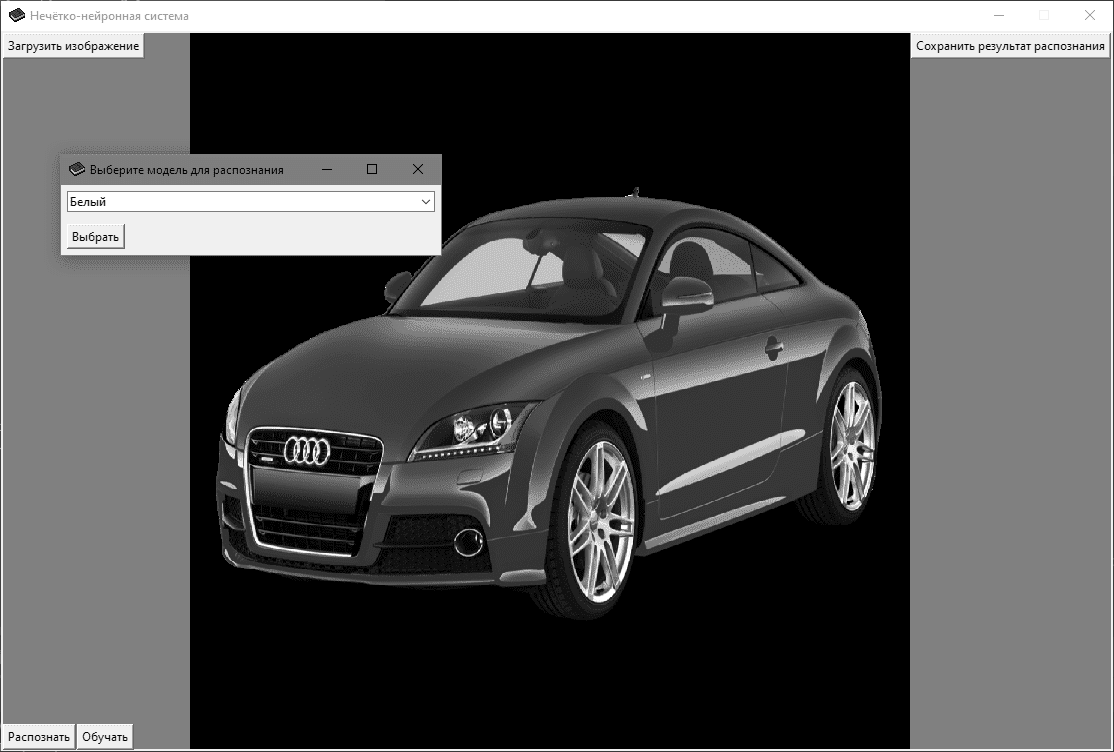 Нечётко-нейронная система
Загрузить изображение
Сохранить результат распознания
Выберите модель для распознания
Белый
Выбрать
Распознать
Обучать